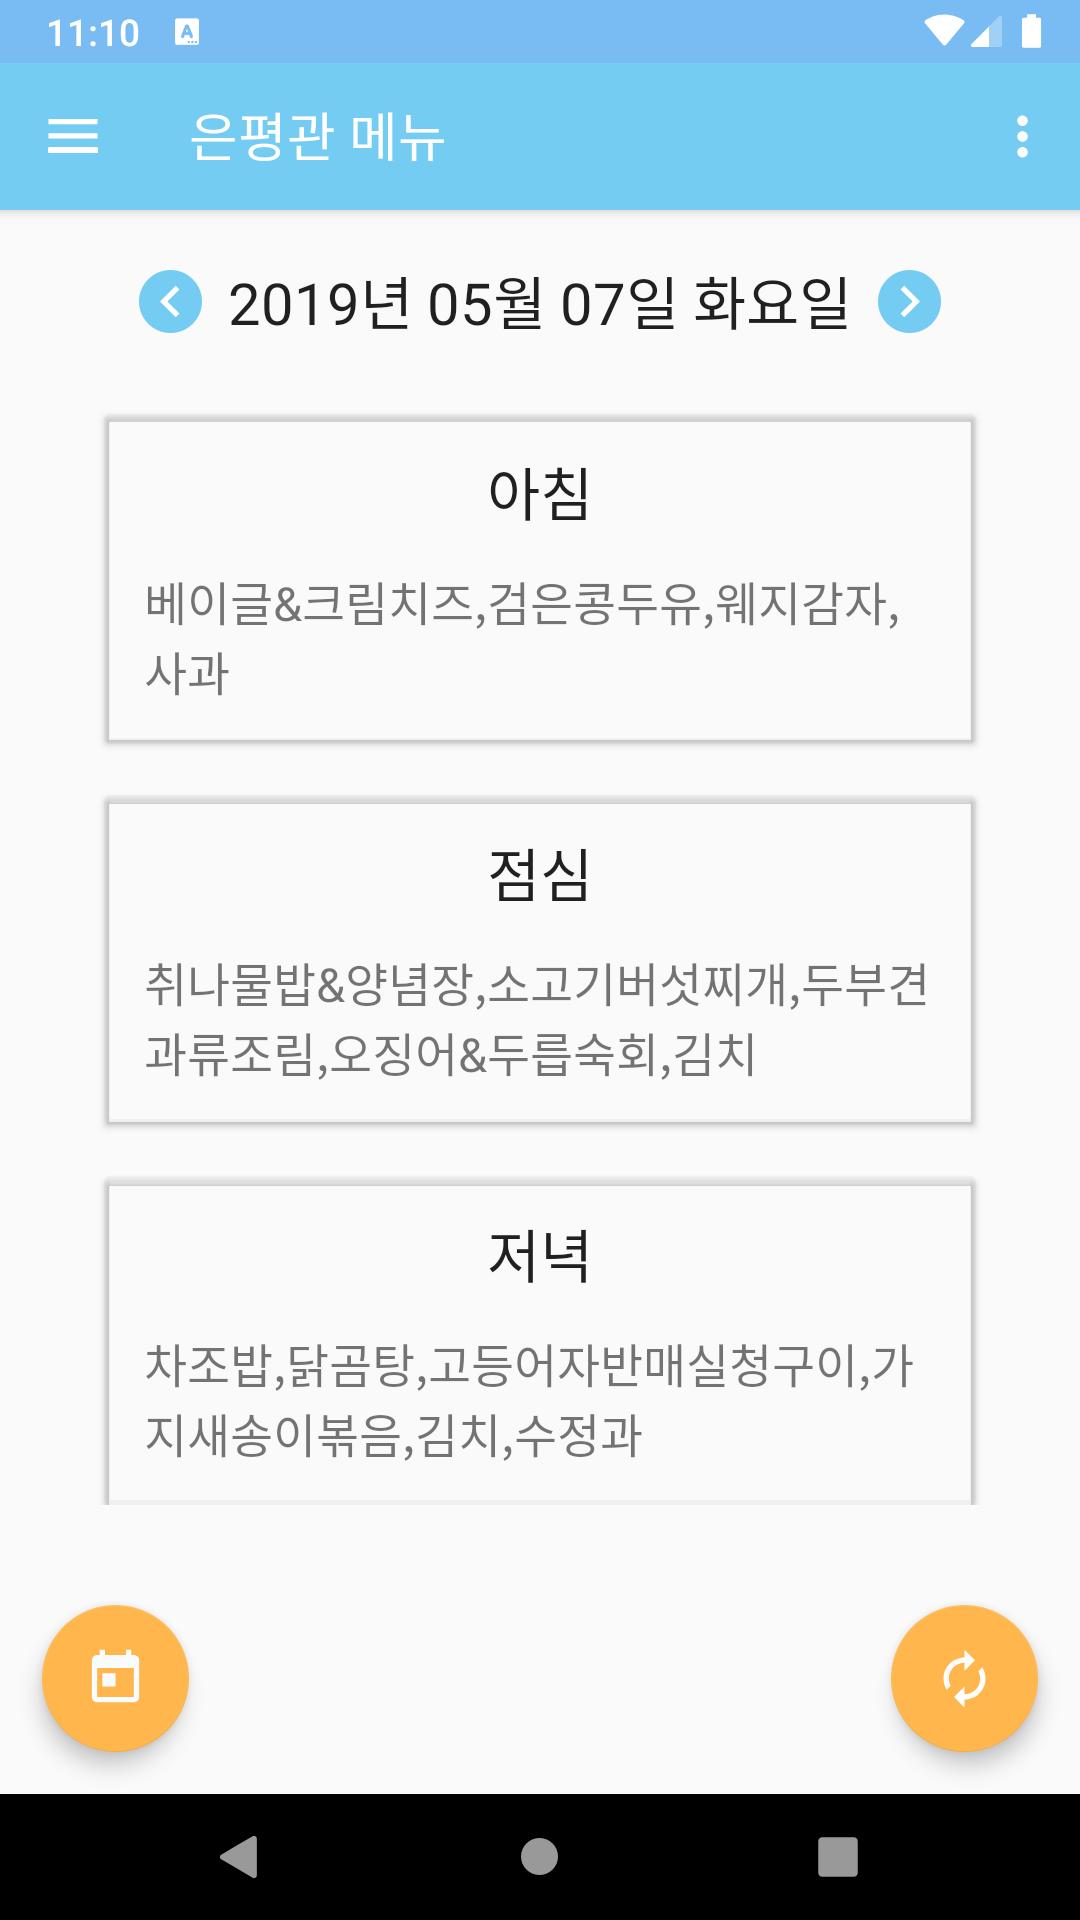 11:10
은평관 메뉴
2019년 05월 07일 화요일
아침
베이글&크림치즈,검은콩두유,웨지감자,
사과
점심
취나물밥&양념장,소고기버섯찌개,두부견
과류조림,오징어&두릅숙회,김치
저녁
차조밥,닭곰탕,고등어자반매실청구이,가
지새송이볶음,김치,수정과